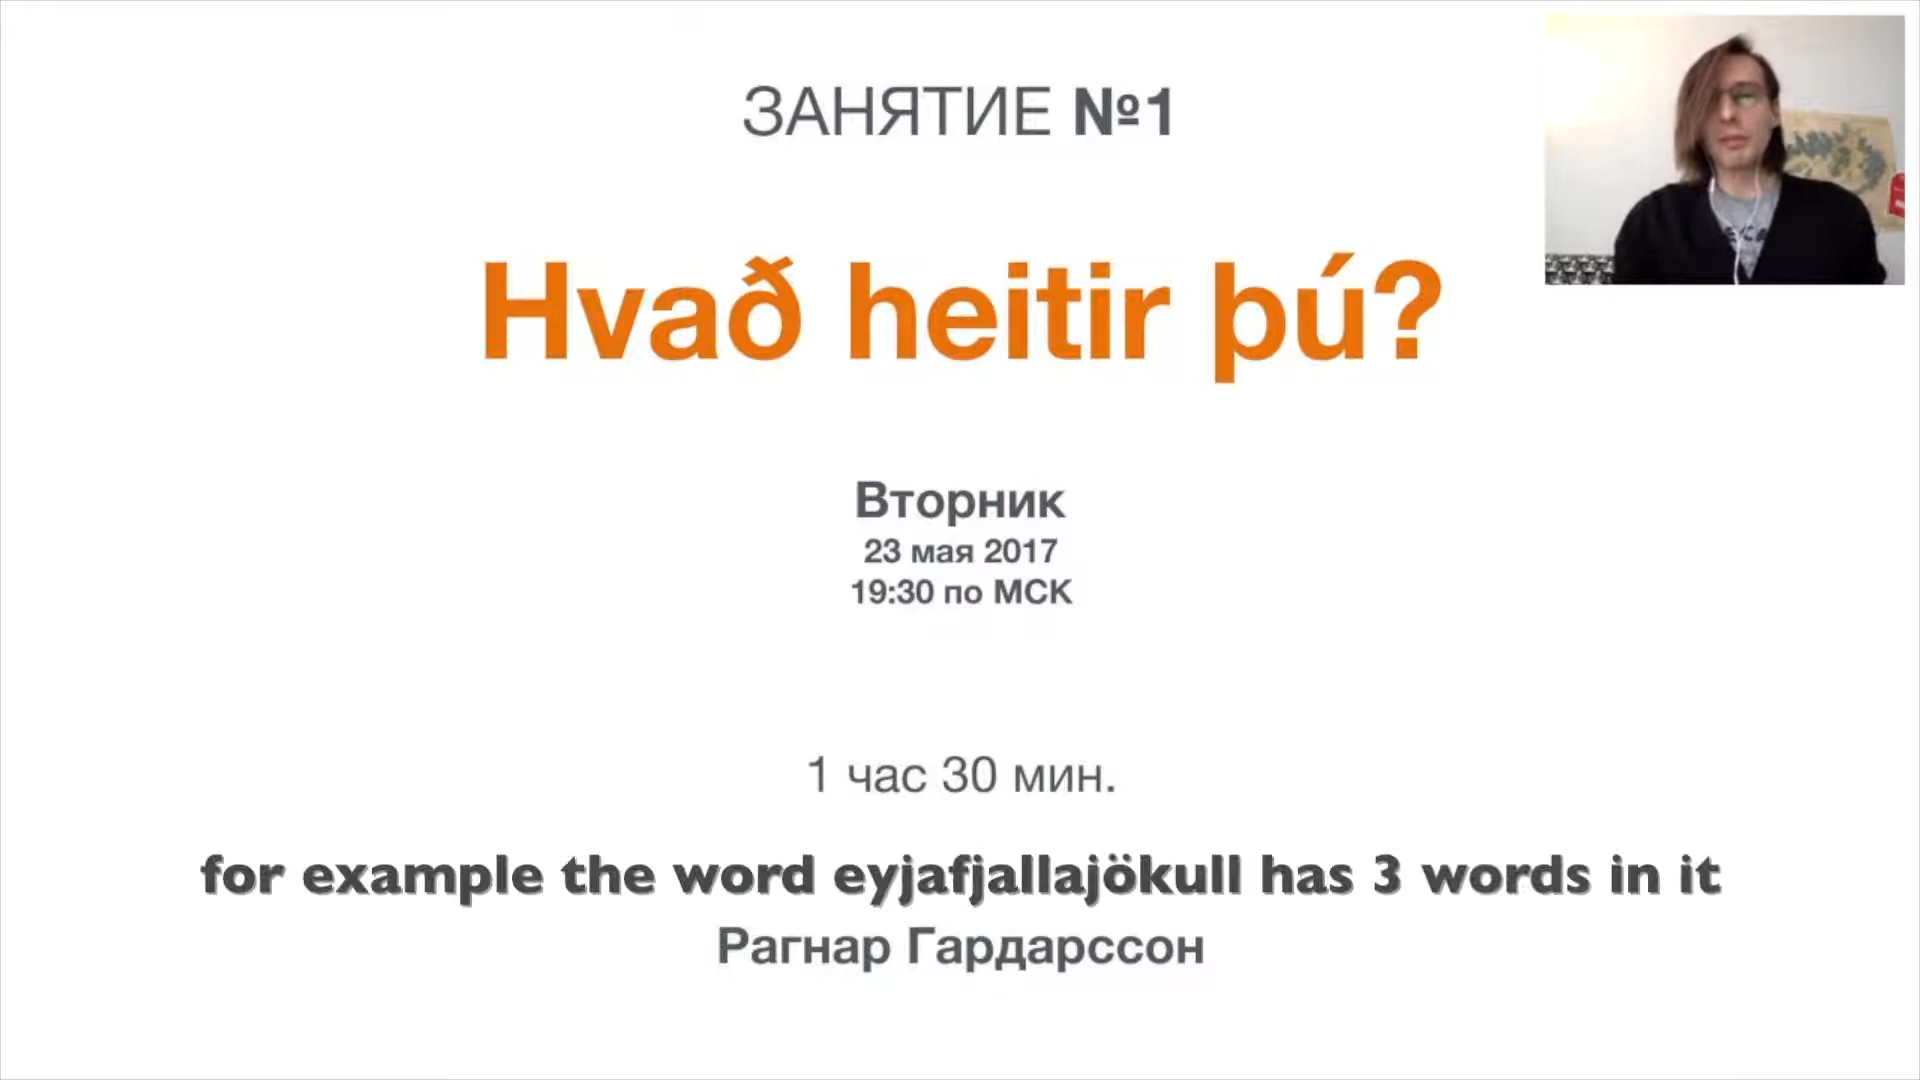 ЗАНЯТИЕ №1
Hvað heitir þú?
Вторник
23 мая 2017
19:30 по МСК
1 час 30 мин.
for example the word eyjafjallajökull has 3 words in it
Рагнар Гардарссон